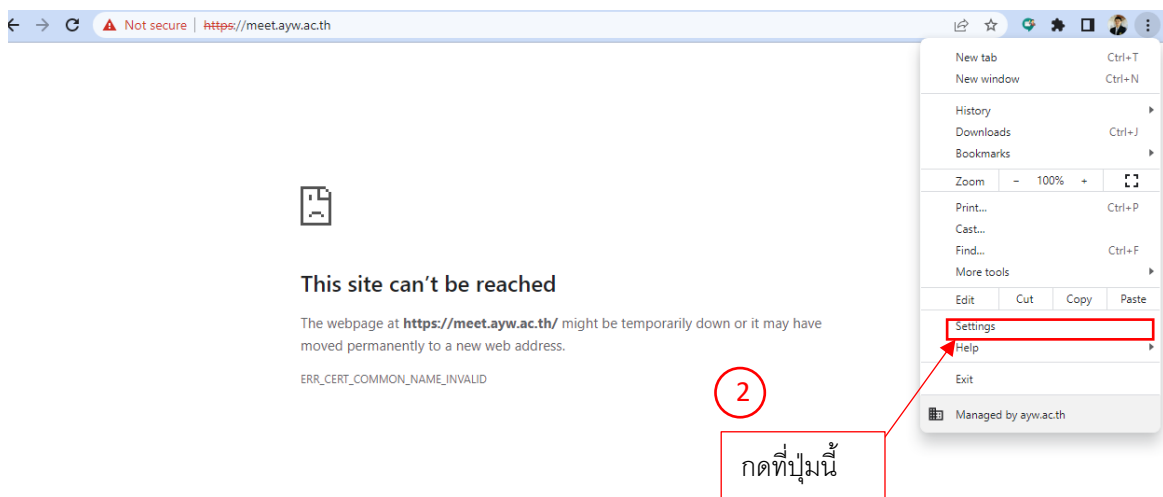 Not secure | https://meet.ayw.ac.th
New tab Ctrl+T
New window Ctrl+N
History
Downloads Ctrl+J
Bookmarks
Zoom - 100% +
Print... Ctrl+P
Cast...
Find... Ctrl+F
More tools
Edit Cut Copy Paste
Settings
Help
Exit
Managed by ayw.ac.th
This site can't be reached
The webpage at https://meet.ayw.ac.th/ might be temporarily down or it may have
moved permanently to a new web address.
ERR_CERT_COMMON_NAME_INVALID
2
กดที่ปุ่มนี้